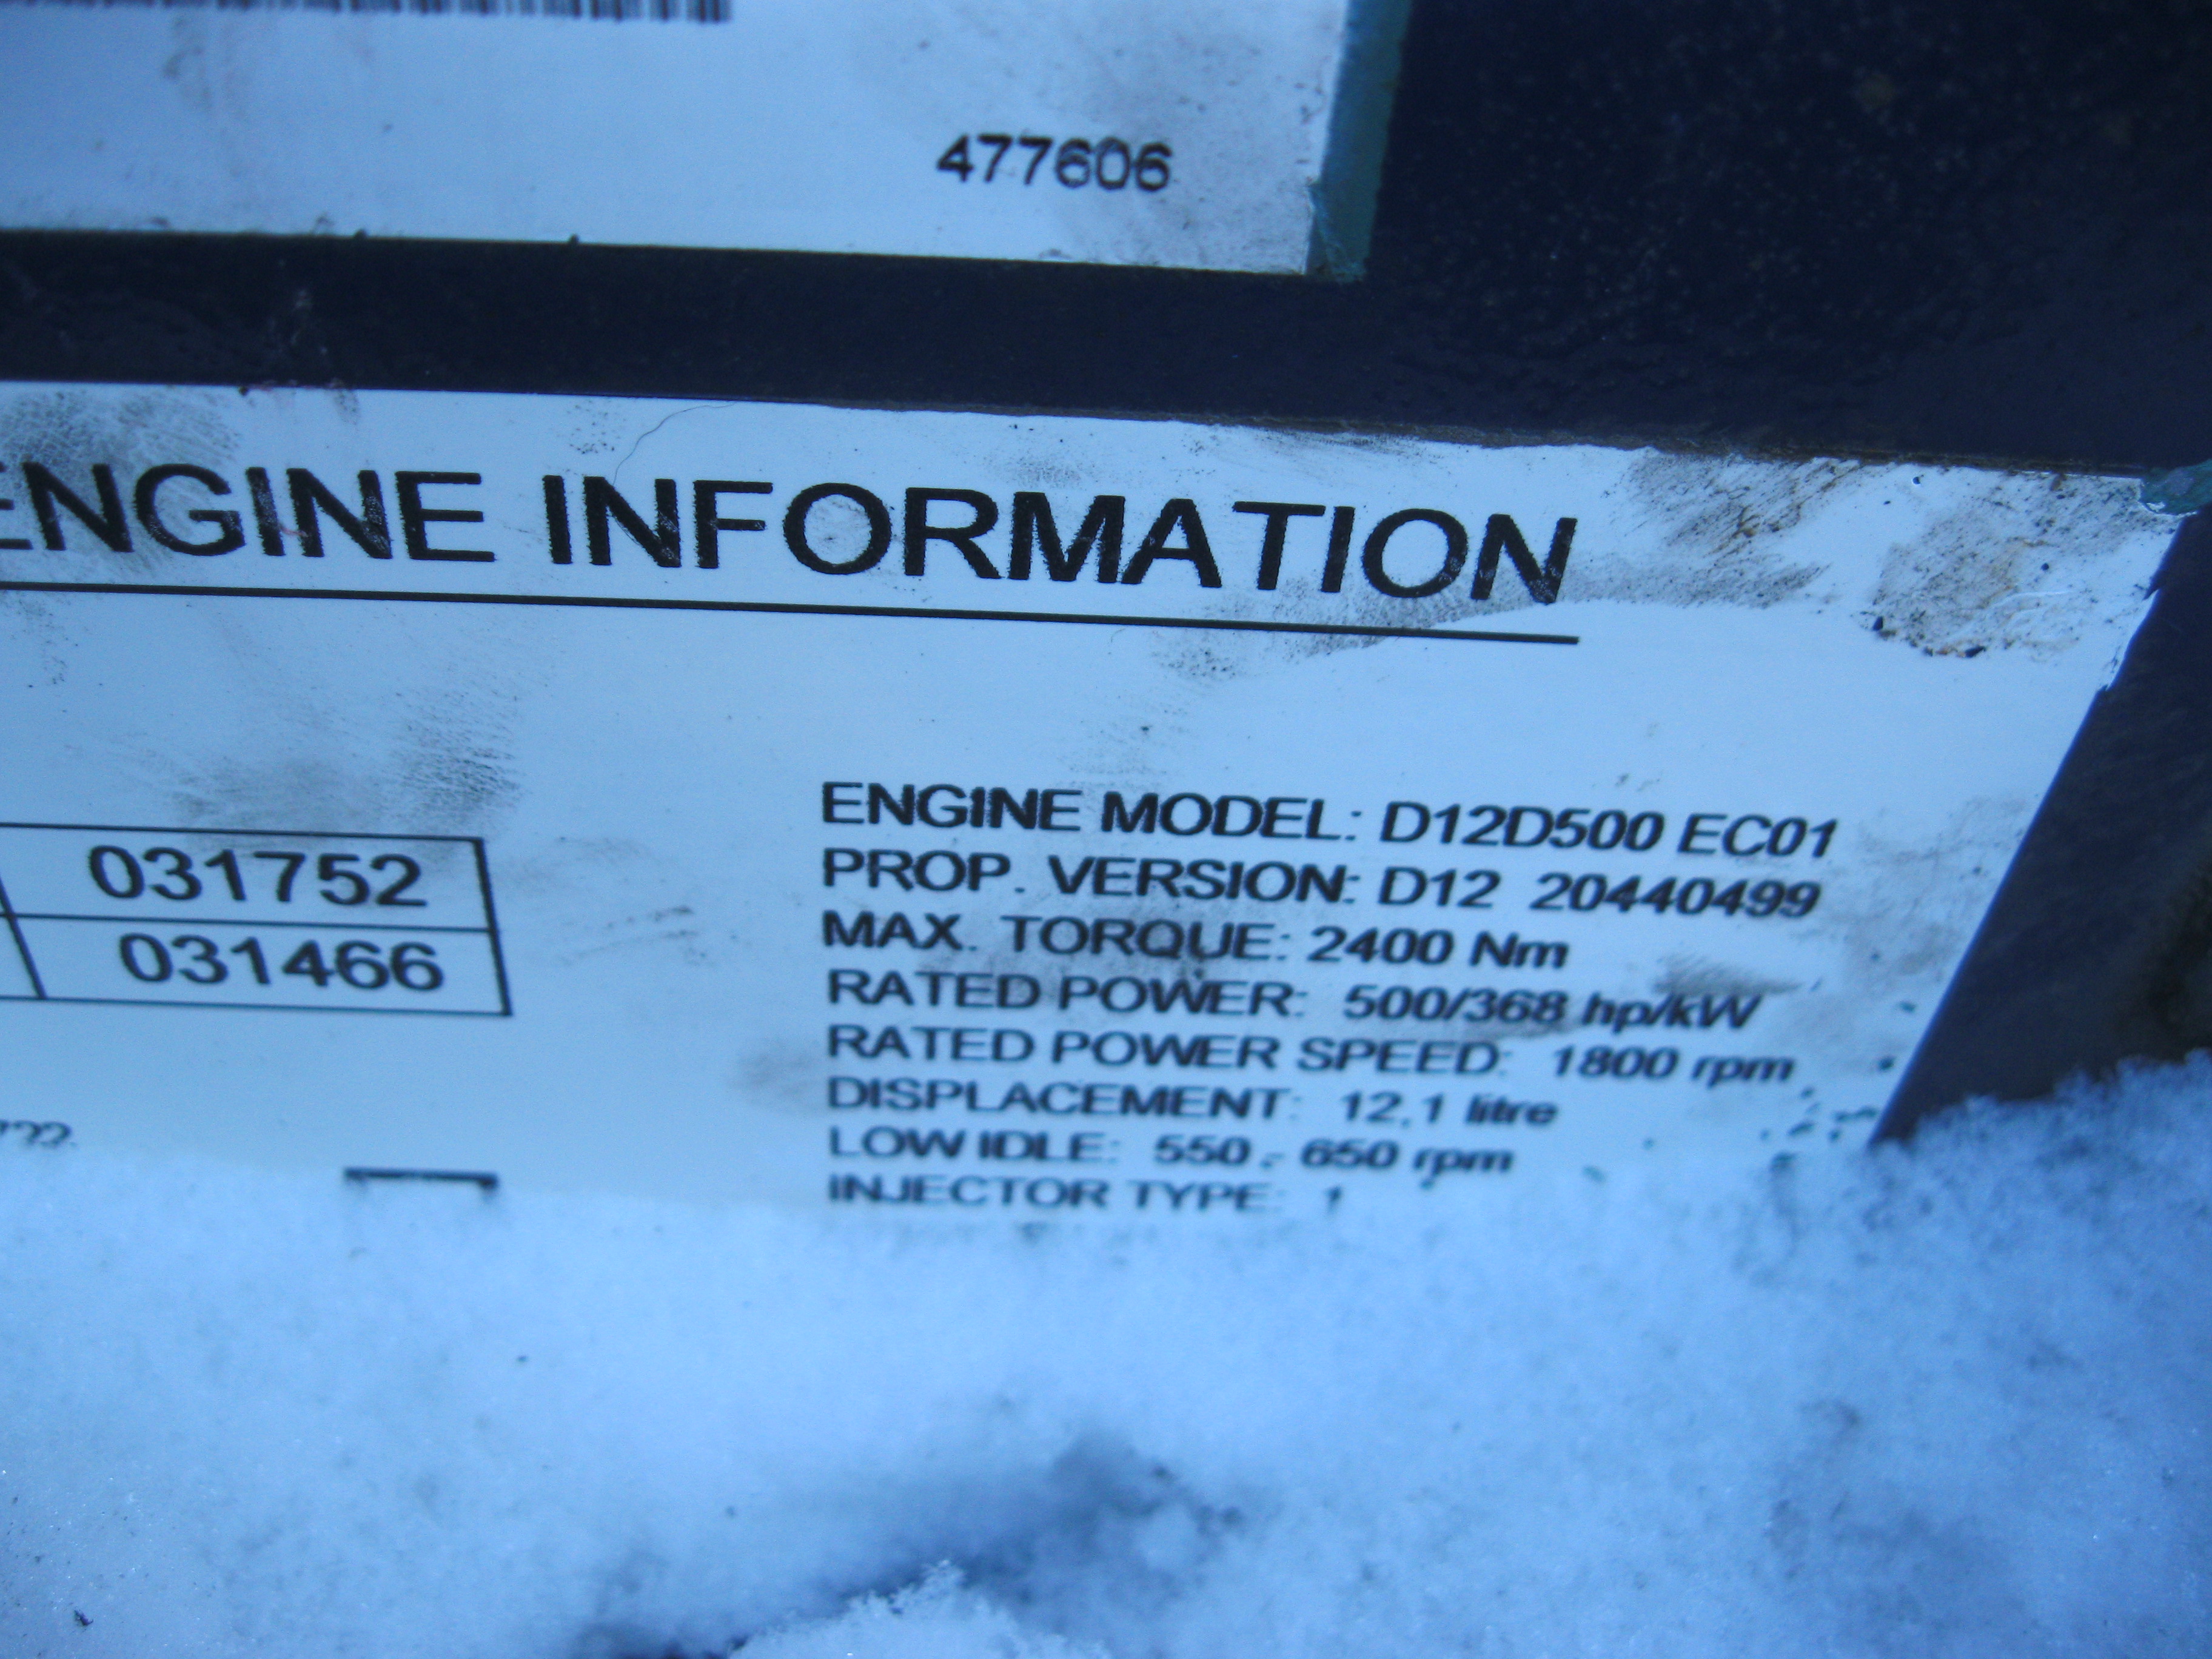 477606
ENGINE INFORMATION
031752
031466
ENGINE MODEL: D12D500 EC01
PROP. VERSION: D12 20440499
MAX. TORQUE: 2400 Nm
RATED POWER: 500/368 hp/kW
RATED POWER SPEED: 1800 rpm
DISPLACEMENT: 12,1 litre
LOW IDLE: 550 - 650 rpm
INJECTOR TYPE: 1